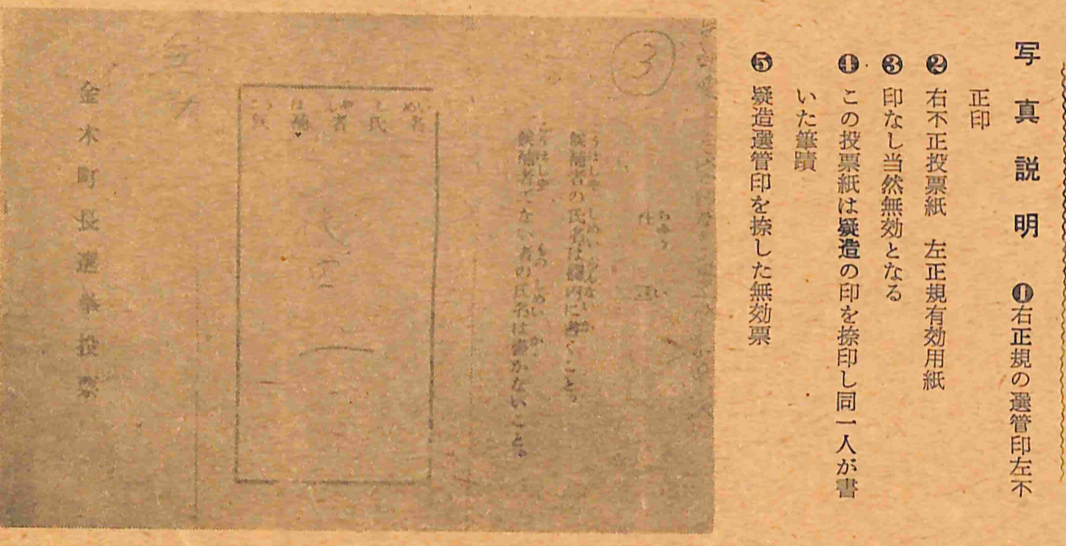 写真説明 ❶右正規の選管印左不
正印
❷右不正投票紙 左正規有効用紙
❸印なし当然無効となる
❹この投票紙は疑造の印を捺印し同一人が書
いた筆蹟
❺疑造選管印を捺した無効票
3
候補者の氏名は欄内に書くこと。
候補者でない者の氏名は書かないこと。
候補者氏名
金木町長選挙投票